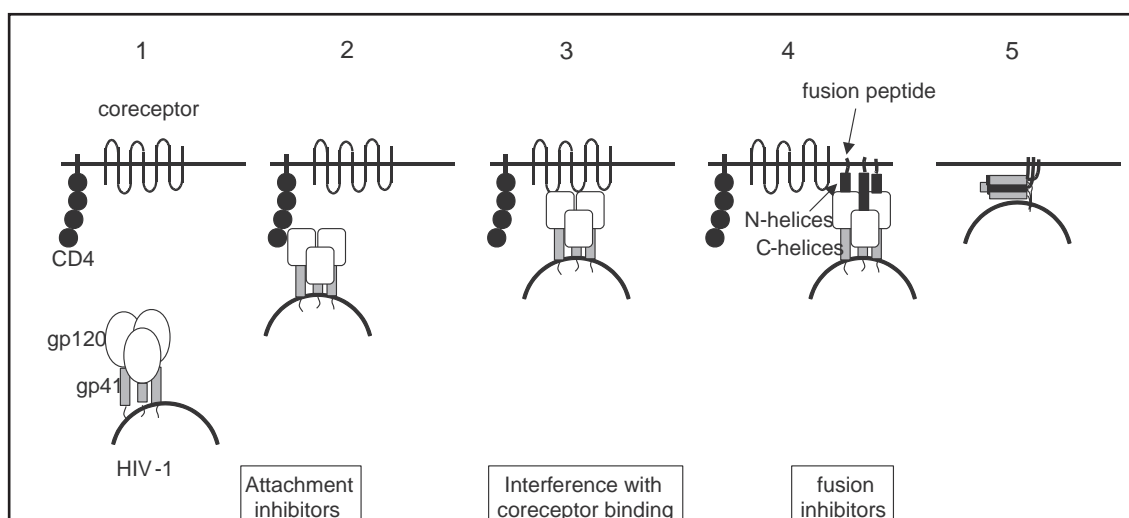 1
2
3
4
5
coreceptor
fusion peptide
N-helices
C-helices
CD4
gp120
gp41
HIV-1
Attachment
inhibitors
Interference with
coreceptor binding
fusion
inhibitors